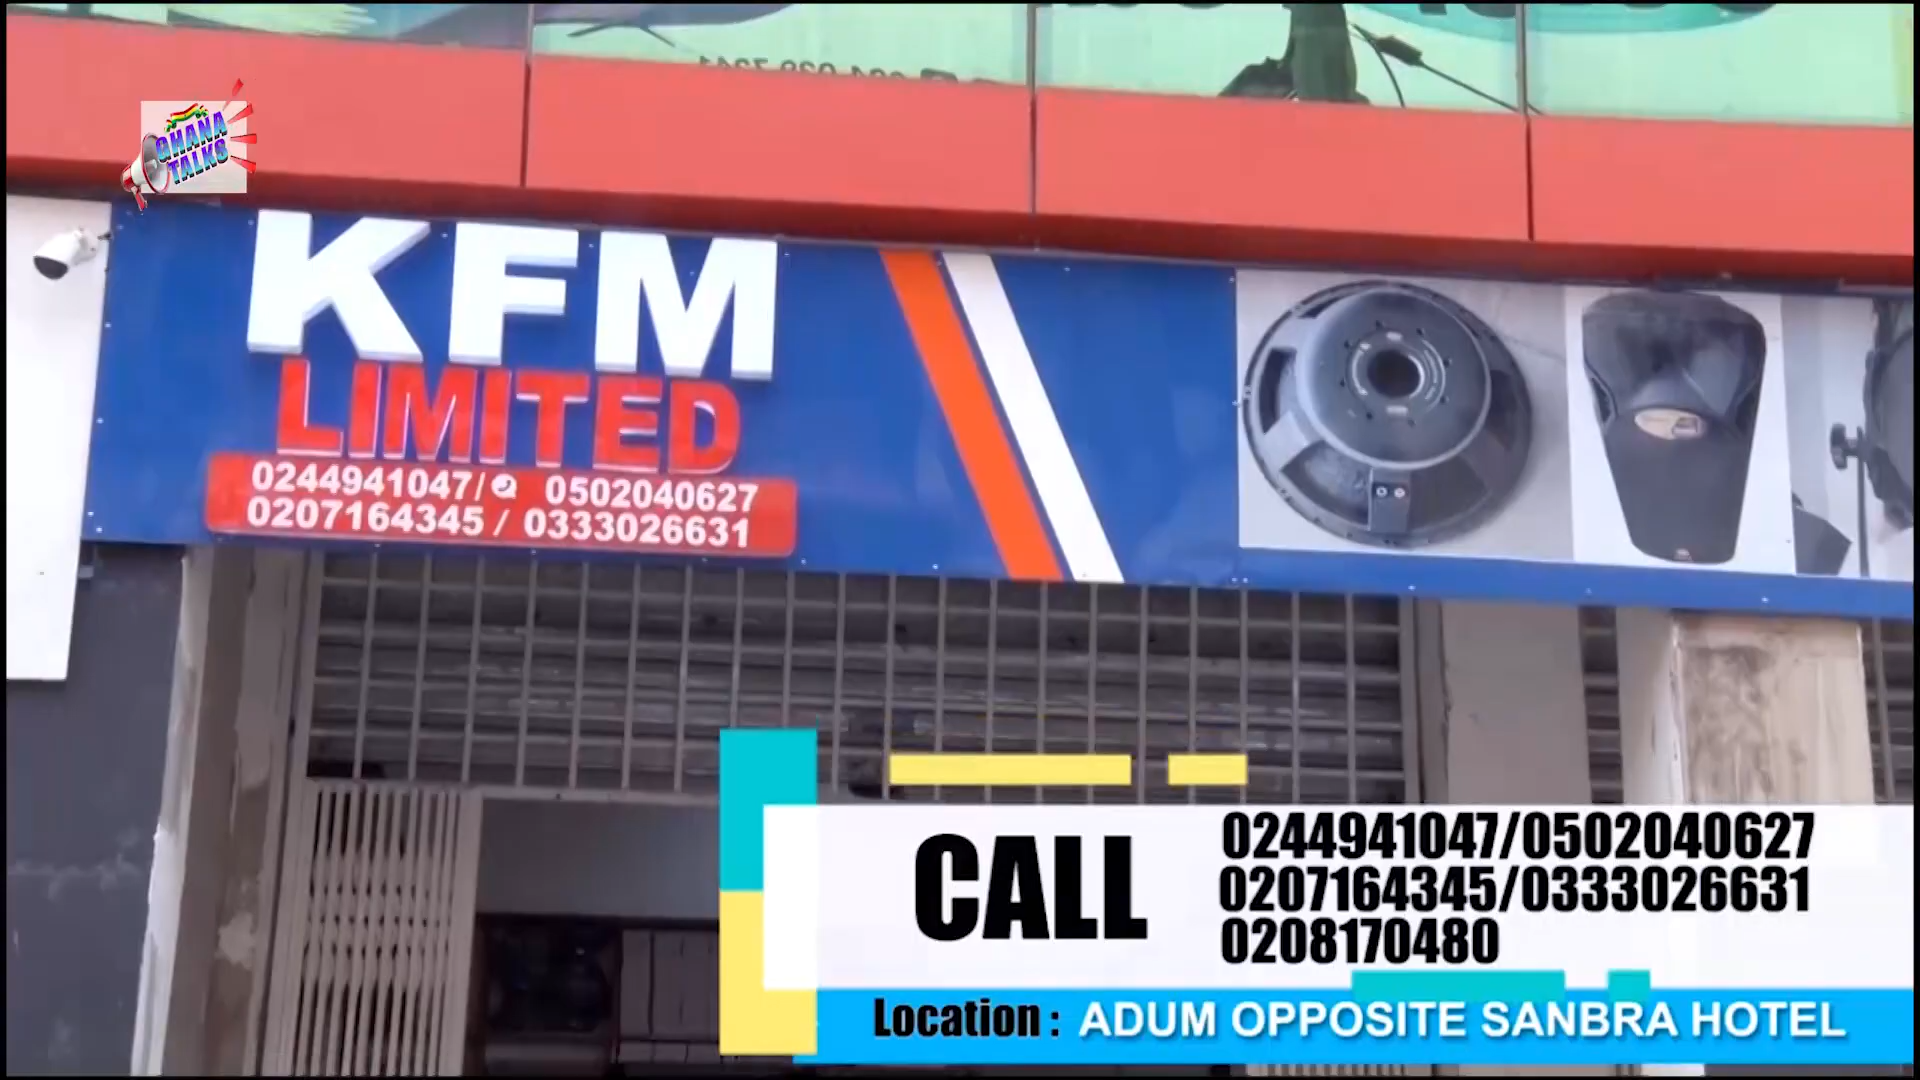 GHANA
TALKS
KFM
LIMITED
0244941047/ 0502040627
0207164345 / 0333026631
CALL
0244941047/0502040627
0207164345/0333026631
0208170480
Location : ADUM OPPOSITE SANBRA HOTEL